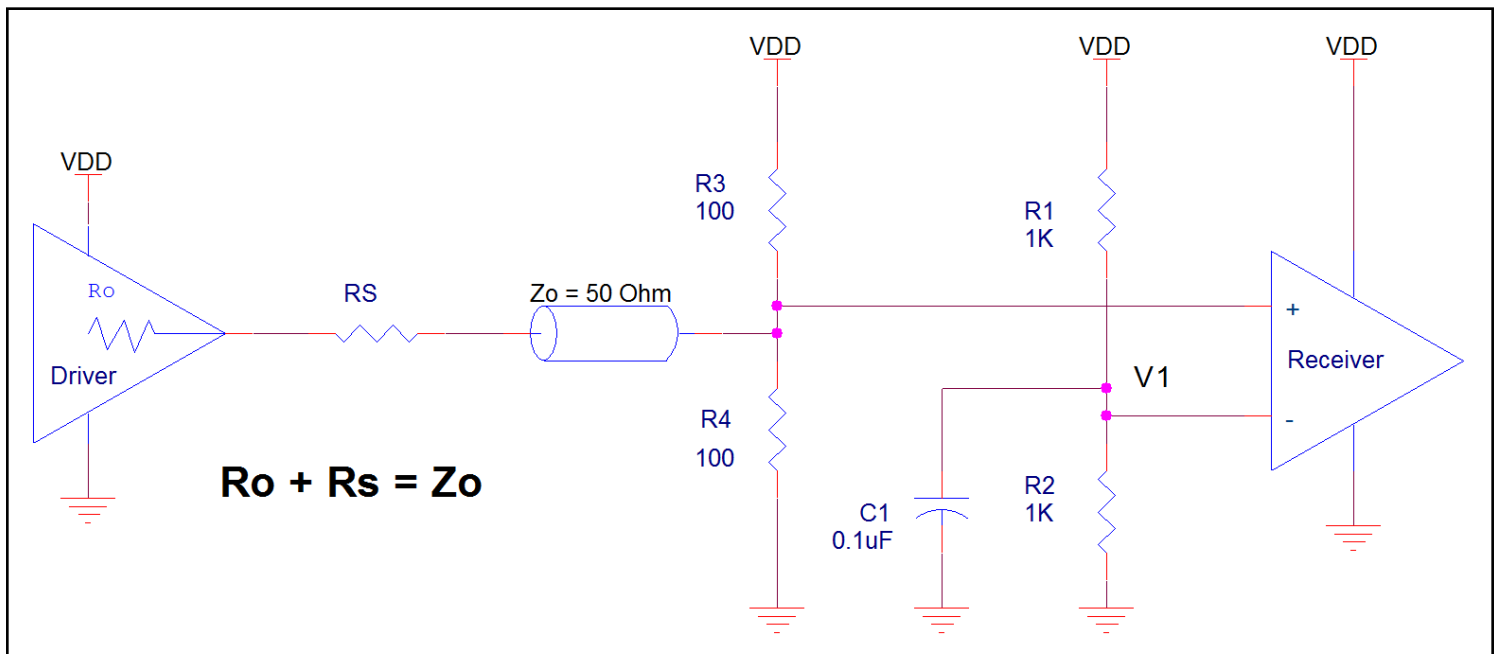 VDD
VDD
VDD
VDD
R3
100
R1
1K
Ro
RS
Zo = 50 Ohm
+
Driver
Receiver
V1
R4
100
-
Ro + Rs = Zo
R2
1K
C1
0.1uF